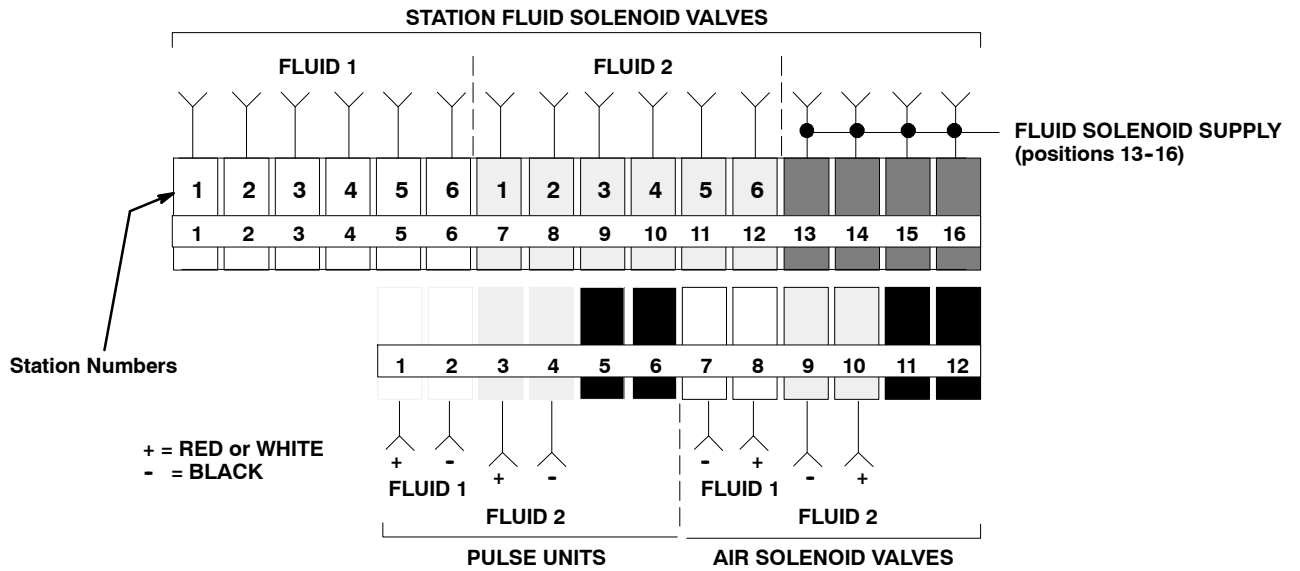 STATION FLUID SOLENOID VALVES
FLUID 1
FLUID 2
FLUID SOLENOID SUPPLY
(positions 13-16)
1 2 3 4 5 6 1 2 3 4 5 6
1 2 3 4 5 6 7 8 9 10 11 12 13 14 15 16
Station Numbers
1 2 3 4 5 6 7 8 9 10 11 12
+ = RED or WHITE
- = BLACK
+ - + - - + - +
FLUID 1
FLUID 2
FLUID 1
FLUID 2
PULSE UNITS
AIR SOLENOID VALVES